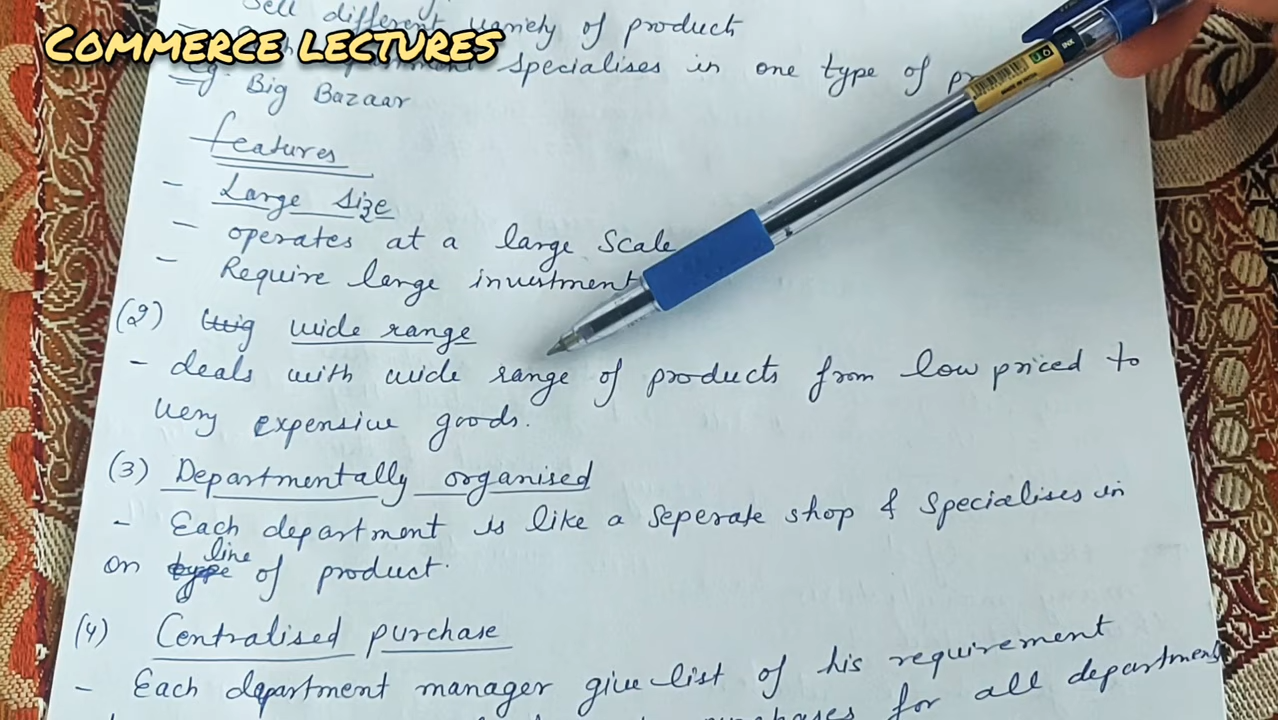 Sell different variety of product
COMMERCE LECTURES
specialises in one type of
Eg. Big Bazaar
features
- Large size
- operates at a large scale
- Require large investment
(2) wide range
- deals with wide range of products from low priced to
very expensive goods.
(3) Departmentally organised
- Each department is like a seperate shop & specialises in
on line of product.
(4) Centralised purchase
- Each department manager give list of his requirement
purchases for all department